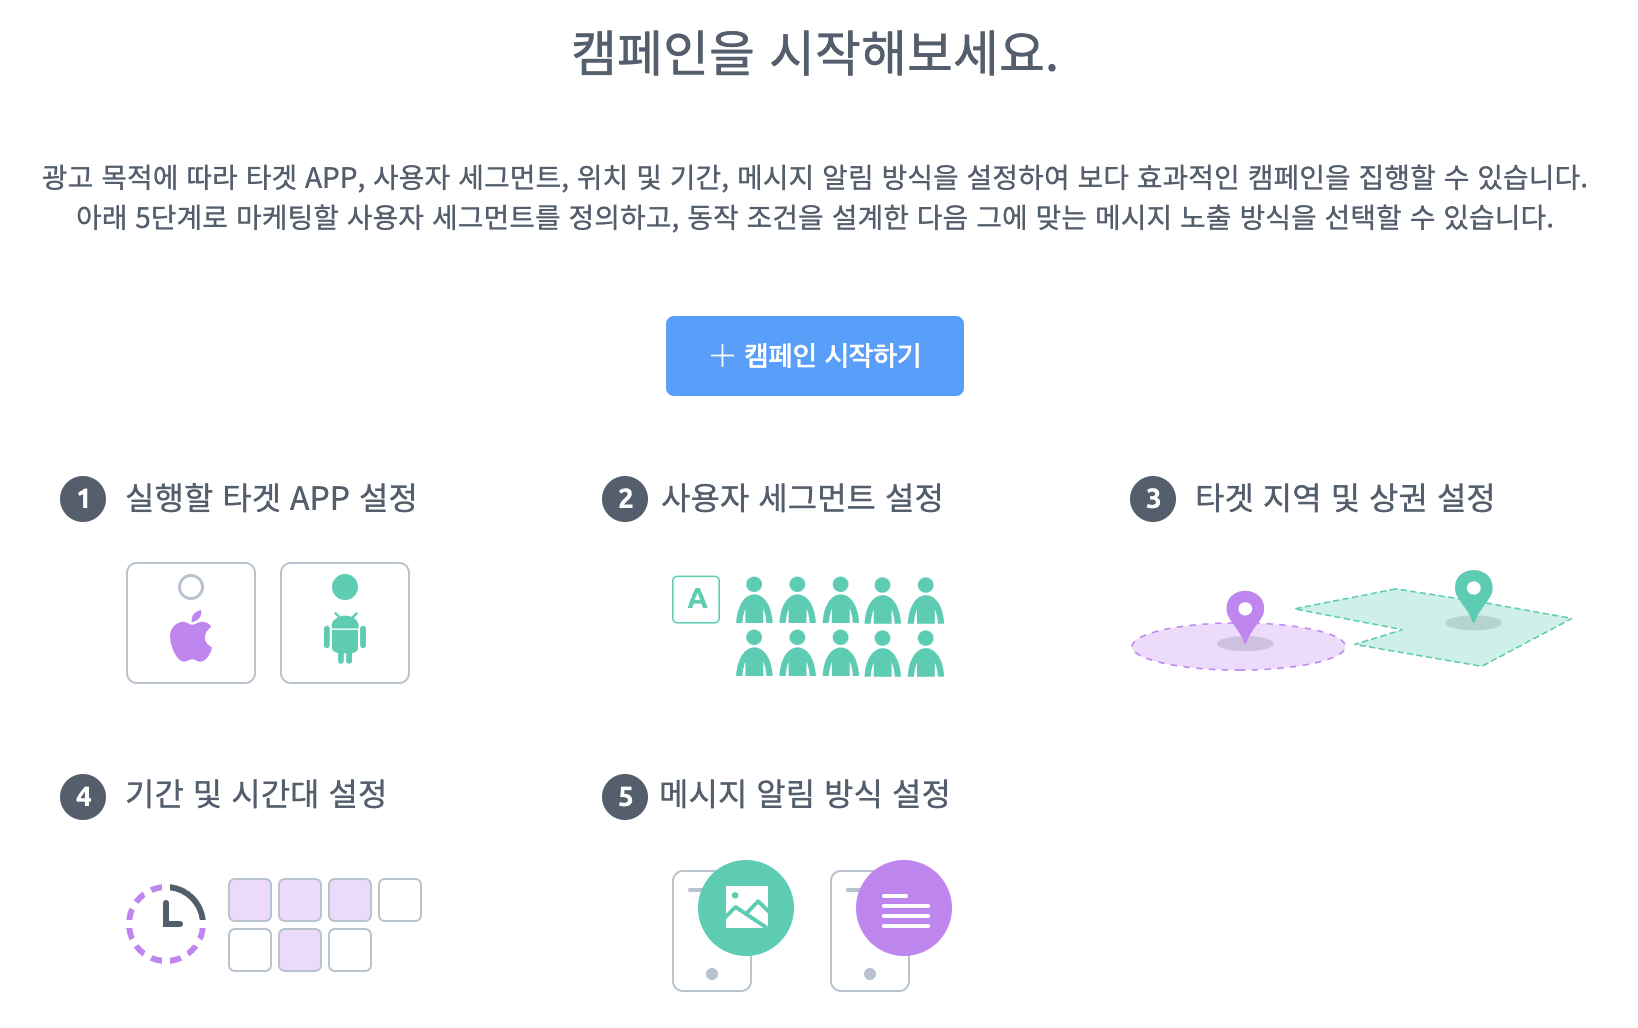 캠페인을 시작해보세요.
광고 목적에 따라 타겟 APP, 사용자 세그먼트, 위치 및 기간, 메시지 알림 방식을 설정하여 보다 효과적인 캠페인을 집행할 수 있습니다.
아래 5단계로 마케팅할 사용자 세그먼트를 정의하고, 동작 조건을 설계한 다음 그에 맞는 메시지 노출 방식을 선택할 수 있습니다.
+ 캠페인 시작하기
1 실행할 타겟 APP 설정
2 사용자 세그먼트 설정
A
3 타겟 지역 및 상권 설정
4 기간 및 시간대 설정
5 메시지 알림 방식 설정